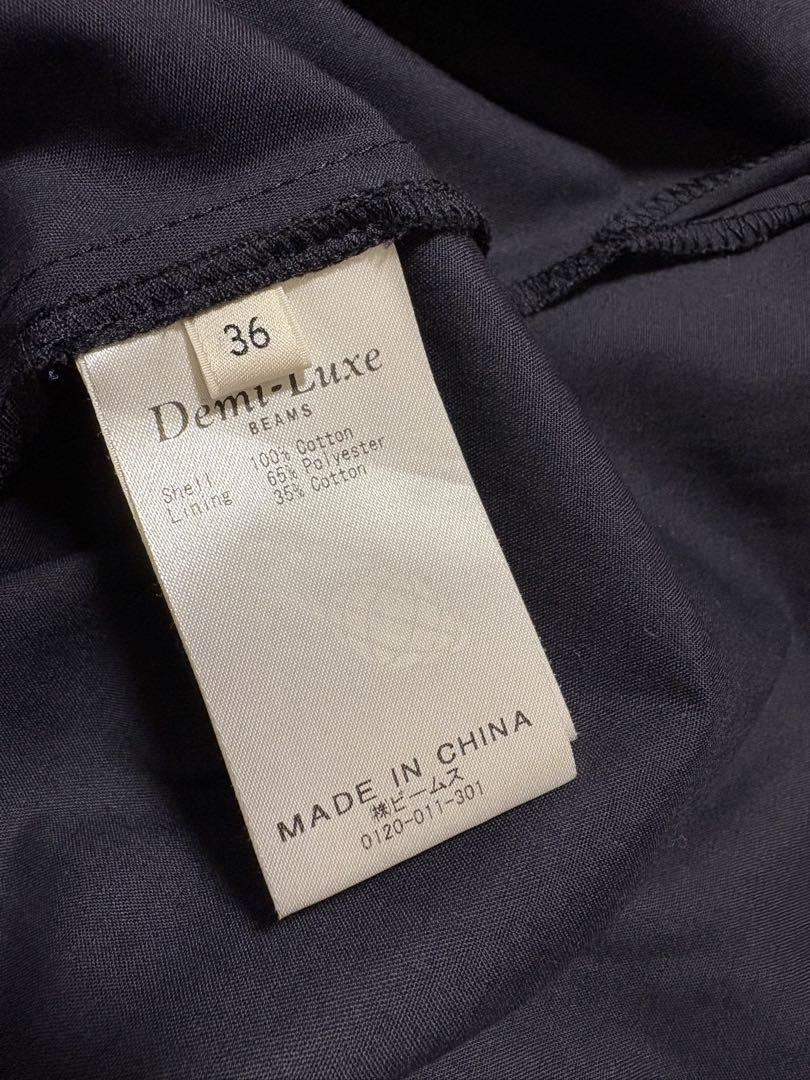 36
Demi-Luxe
BEAMS
Shell 100% Cotton
Lining 65% Polyester
35% Cotton
MADE IN CHINA
㈱ビームス
0120-011-301